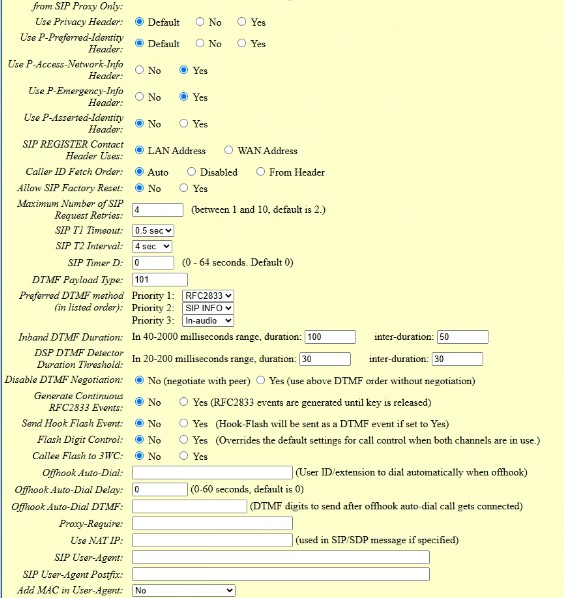 from SIP Proxy Only:
Use Privacy Header: Default No Yes
Use P-Preferred-Identity
Header: Default No Yes
Use P-Access-Network-Info
Header: No Yes
Use P-Emergency-Info
Header: No Yes
Use P-Asserted-Identity
Header: No Yes
SIP REGISTER Contact
Header Uses: LAN Address WAN Address
Caller ID Fetch Order: Auto Disabled From Header
Allow SIP Factory Reset: No Yes
Maximum Number of SIP
Request Retries: 4 (between 1 and 10, default is 2.)
SIP T1 Timeout: 0.5 sec
SIP T2 Interval: 4 sec
SIP Timer D: 0 (0 - 64 seconds. Default 0)
DTMF Payload Type: 101
Preferred DTMF method Priority 1: RFC2833
(in listed order): Priority 2: SIP INFO
Priority 3: In-audio
Inband DTMF Duration: In 40-2000 milliseconds range, duration: 100 inter-duration: 50
DSP DTMF Detector
Duration Threshold: In 20-200 milliseconds range, duration: 30 inter-duration: 30
Disable DTMF Negotiation: No (negotiate with peer) Yes (use above DTMF order without negotiation)
Generate Continuous
RFC2833 Events: No Yes (RFC2833 events are generated until key is released)
Send Hook Flash Event: No Yes (Hook-Flash will be sent as a DTMF event if set to Yes)
Flash Digit Control: No Yes (Overrides the default settings for call control when both channels are in use.)
Callee Flash to 3WC: No Yes
Offhook Auto-Dial: (User ID/extension to dial automatically when offhook)
Offhook Auto-Dial Delay: 0 (0-60 seconds, default is 0)
Offhook Auto-Dial DTMF: (DTMF digits to send after offhook auto-dial call gets connected)
Proxy-Require:
Use NAT IP: (used in SIP/SDP message if specified)
SIP User-Agent:
SIP User-Agent Postfix:
Add MAC in User-Agent: No